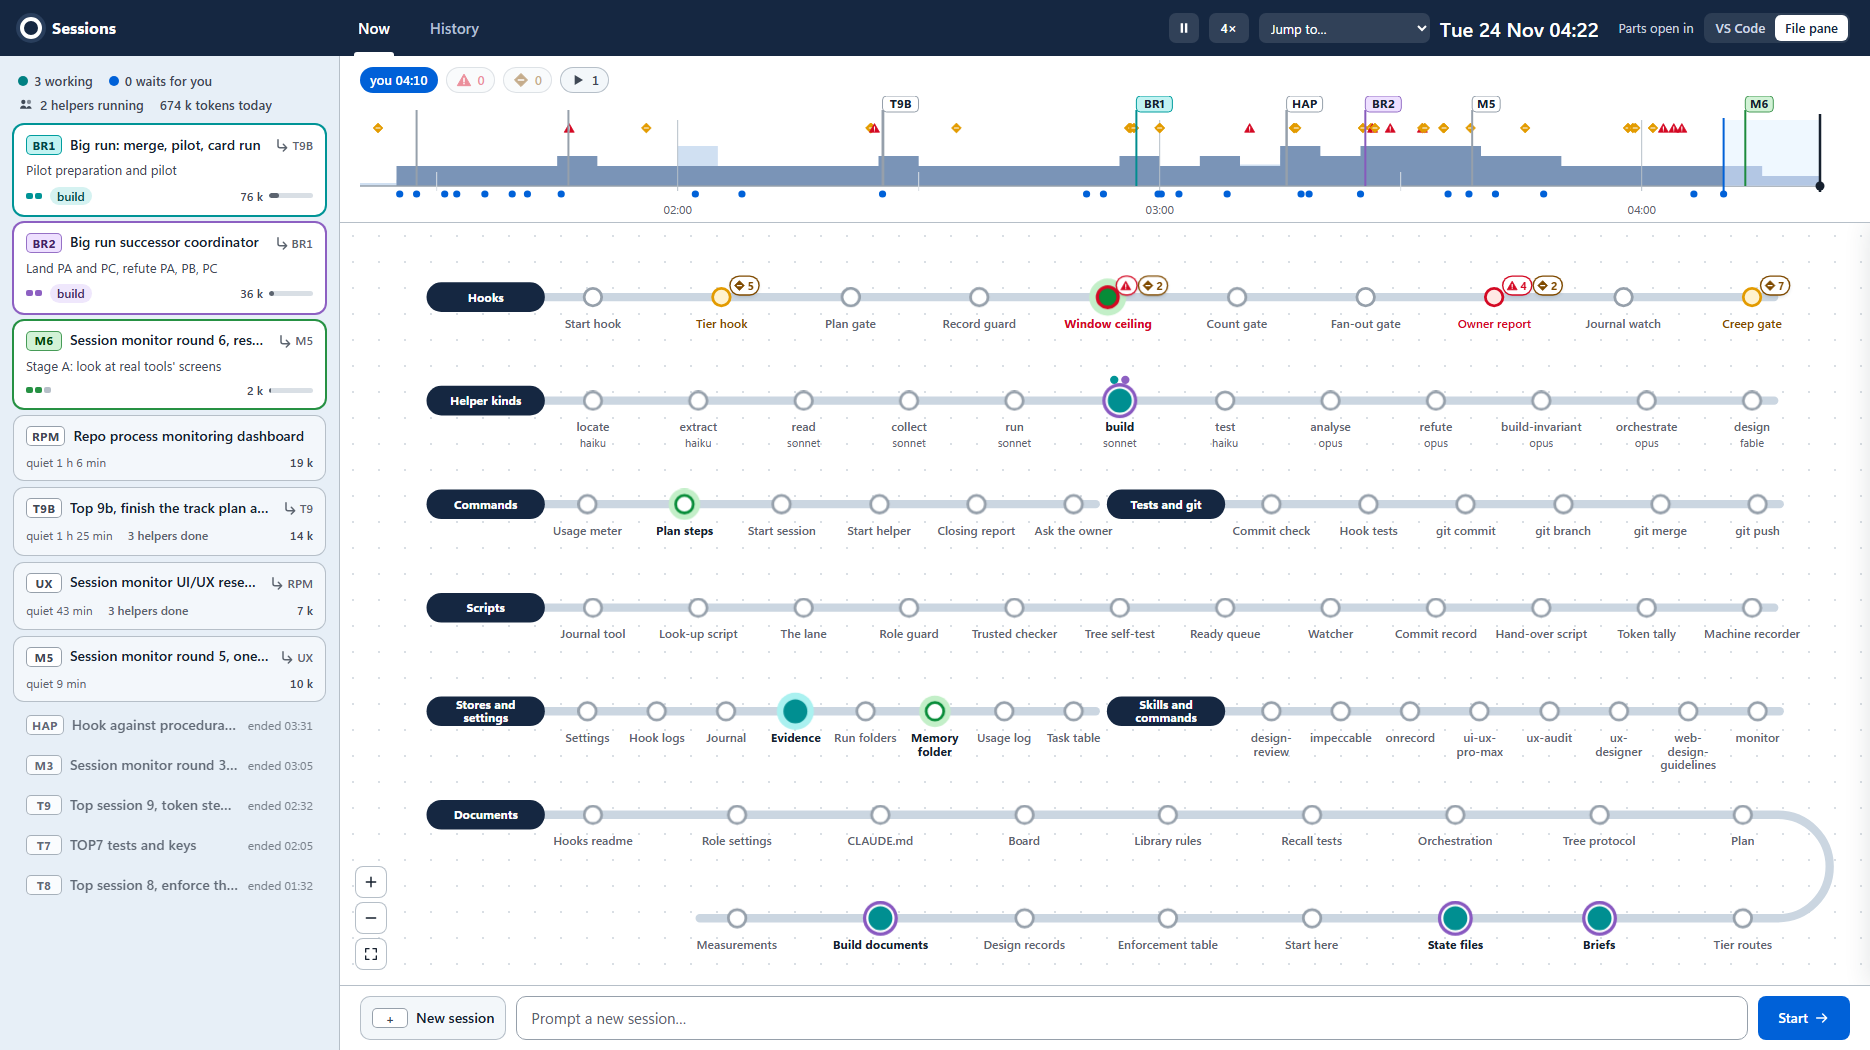 Sessions
Now
History
4×
Jump to...
Tue 24 Nov 04:22
Parts open in
VS Code
File pane
3 working
0 waits for you
2 helpers running
674 k tokens today
BR1 Big run: merge, pilot, card run T9B
Pilot preparation and pilot
build
76 k
BR2 Big run successor coordinator BR1
Land PA and PC, refute PA, PB, PC
build
36 k
M6 Session monitor round 6, res... M5
Stage A: look at real tools' screens
2 k
RPM Repo process monitoring dashboard
quiet 1 h 6 min
19 k
T9B Top 9b, finish the track plan a... T9
quiet 1 h 25 min
3 helpers done
14 k
UX Session monitor UI/UX rese... RPM
quiet 43 min
3 helpers done
7 k
M5 Session monitor round 5, one... UX
quiet 9 min
10 k
HAP Hook against procedura... ended 03:31
M3 Session monitor round 3... ended 03:05
T9 Top session 9, token ste... ended 02:32
T7 TOP7 tests and keys ended 02:05
T8 Top session 8, enforce th... ended 01:32
you 04:10
0
0
1
T9B
BR1
HAP
BR2
M5
M6
02:00
03:00
04:00
Hooks
5
2
4
2
7
Start hook
Tier hook
Plan gate
Record guard
Window ceiling
Count gate
Fan-out gate
Owner report
Journal watch
Creep gate
Helper kinds
locate
haiku
extract
haiku
read
sonnet
collect
sonnet
run
sonnet
build
sonnet
test
haiku
analyse
opus
refute
opus
build-invariant
opus
orchestrate
opus
design
fable
Commands
Usage meter
Plan steps
Start session
Start helper
Closing report
Ask the owner
Tests and git
Commit check
Hook tests
git commit
git branch
git merge
git push
Scripts
Journal tool
Look-up script
The lane
Role guard
Trusted checker
Tree self-test
Ready queue
Watcher
Commit record
Hand-over script
Token tally
Machine recorder
Stores and
settings
Settings
Hook logs
Journal
Evidence
Run folders
Memory
folder
Usage log
Task table
Skills and
commands
design-
review
impeccable
onrecord
ui-ux-
pro-max
ux-audit
ux-
designer
web-
design-
guidelines
monitor
Documents
Hooks readme
Role settings
CLAUDE.md
Board
Library rules
Recall tests
Orchestration
Tree protocol
Plan
Measurements
Build documents
Design records
Enforcement table
Start here
State files
Briefs
Tier routes
+
−
+ New session
Prompt a new session...
Start →